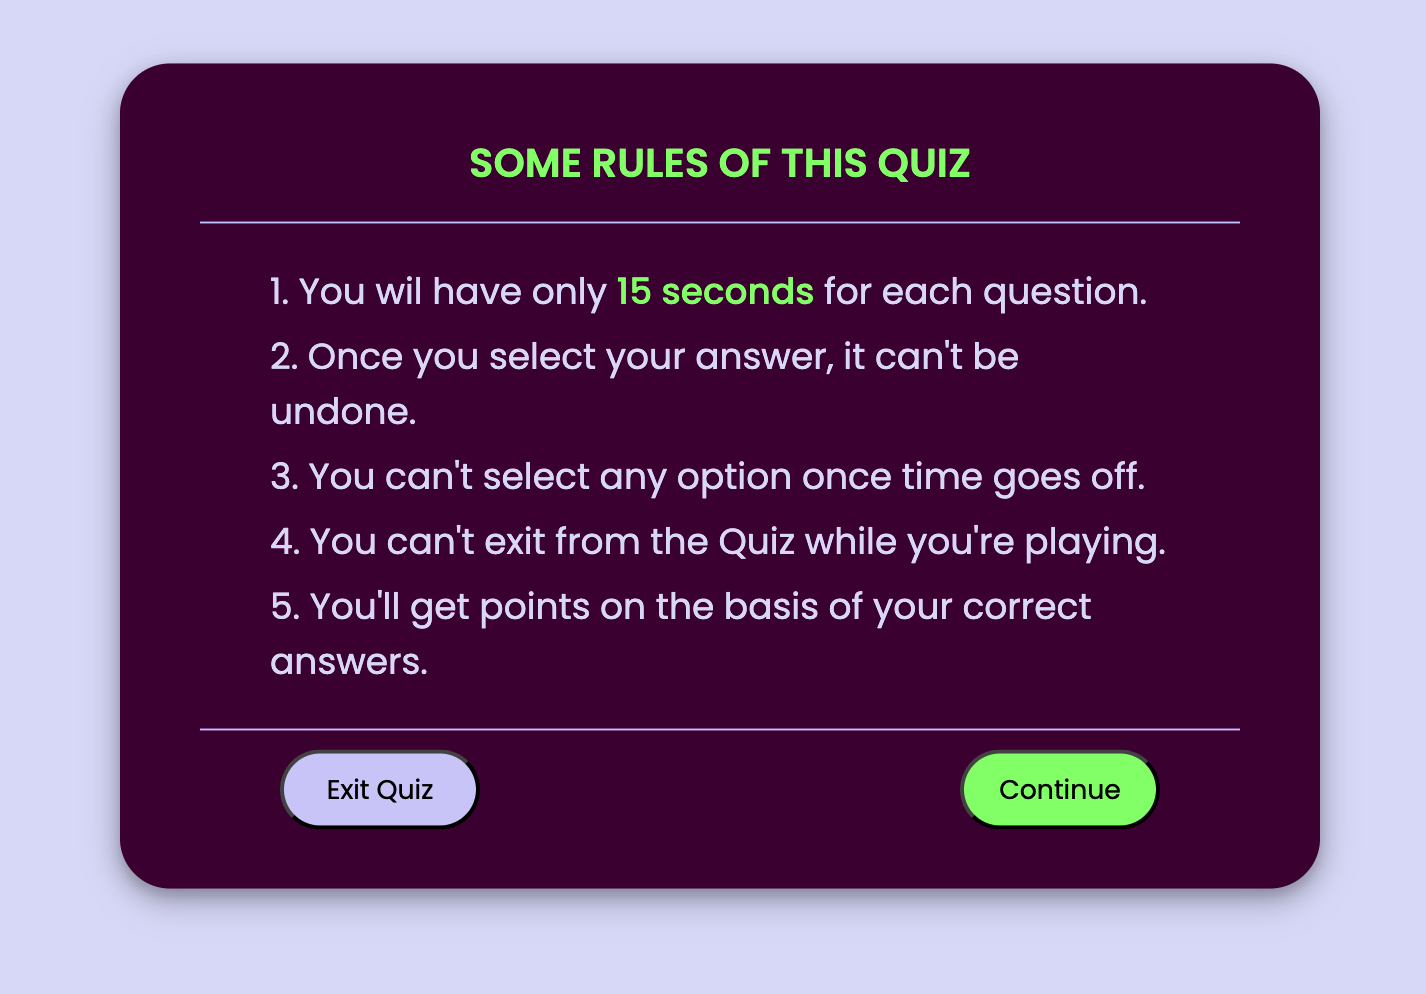 SOME RULES OF THIS QUIZ
1. You wil have only 15 seconds for each question.
2. Once you select your answer, it can't be
undone.
3. You can't select any option once time goes off.
4. You can't exit from the Quiz while you're playing.
5. You'll get points on the basis of your correct
answers.
Exit Quiz
Continue